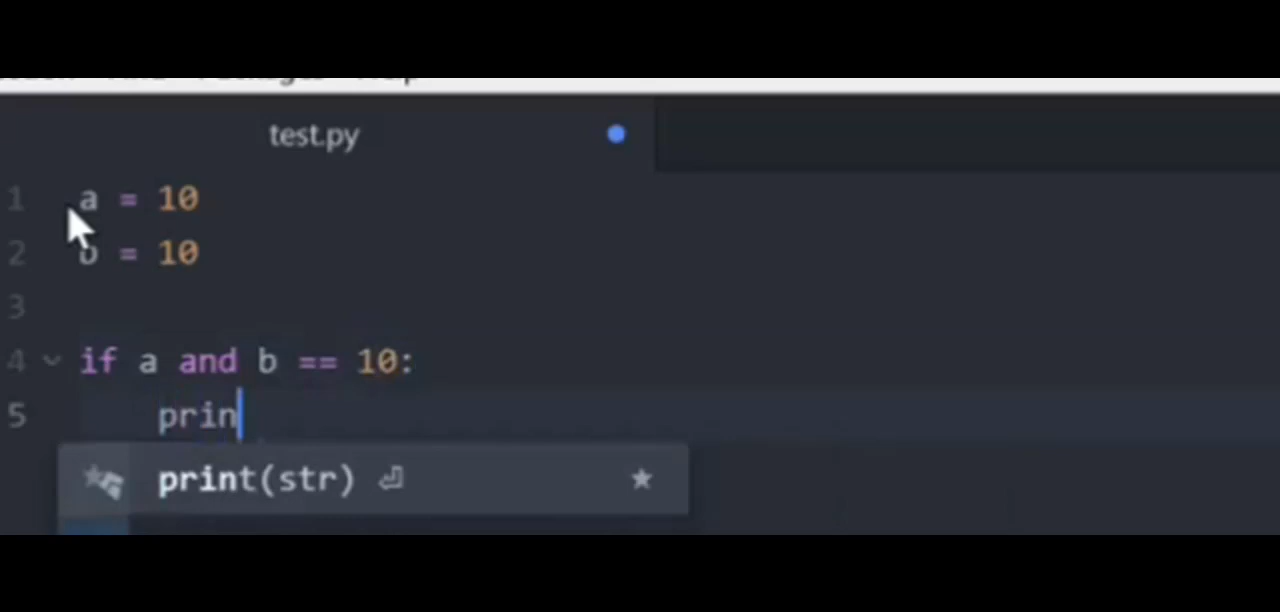 test.py
1 a = 10
2 b = 10
3
4 if a and b == 10:
5 prin
print(str)